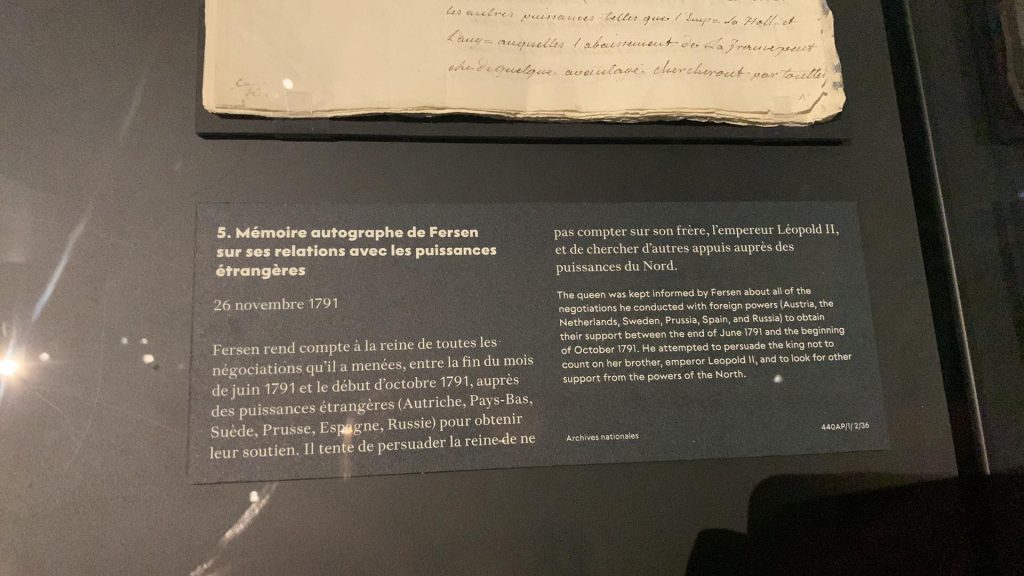 les autres puissances telles que l'Emp= la Holl= et
l'ang= auxquelles l'abaissement de La france peut
de quelque avantage chercheront par toutes
5. Mémoire autographe de Fersen
sur ses relations avec les puissances
étrangères
26 novembre 1791
Fersen rend compte à la reine de toutes les
négociations qu'il a menées, entre la fin du mois
de juin 1791 et le début d'octobre 1791, auprès
des puissances étrangères (Autriche, Pays-Bas,
Suède, Prusse, Espagne, Russie) pour obtenir
leur soutien. Il tente de persuader la reine de ne
pas compter sur son frère, l'empereur Léopold II,
et de chercher d'autres appuis auprès des
puissances du Nord.
The queen was kept informed by Fersen about all of the
negotiations he conducted with foreign powers (Austria, the
Netherlands, Sweden, Prussia, Spain, and Russia) to obtain
their support between the end of June 1791 and the beginning
of October 1791. He attempted to persuade the king not to
count on her brother, emperor Leopold II, and to look for other
support from the powers of the North.
Archives nationales
440AP/1/2/36